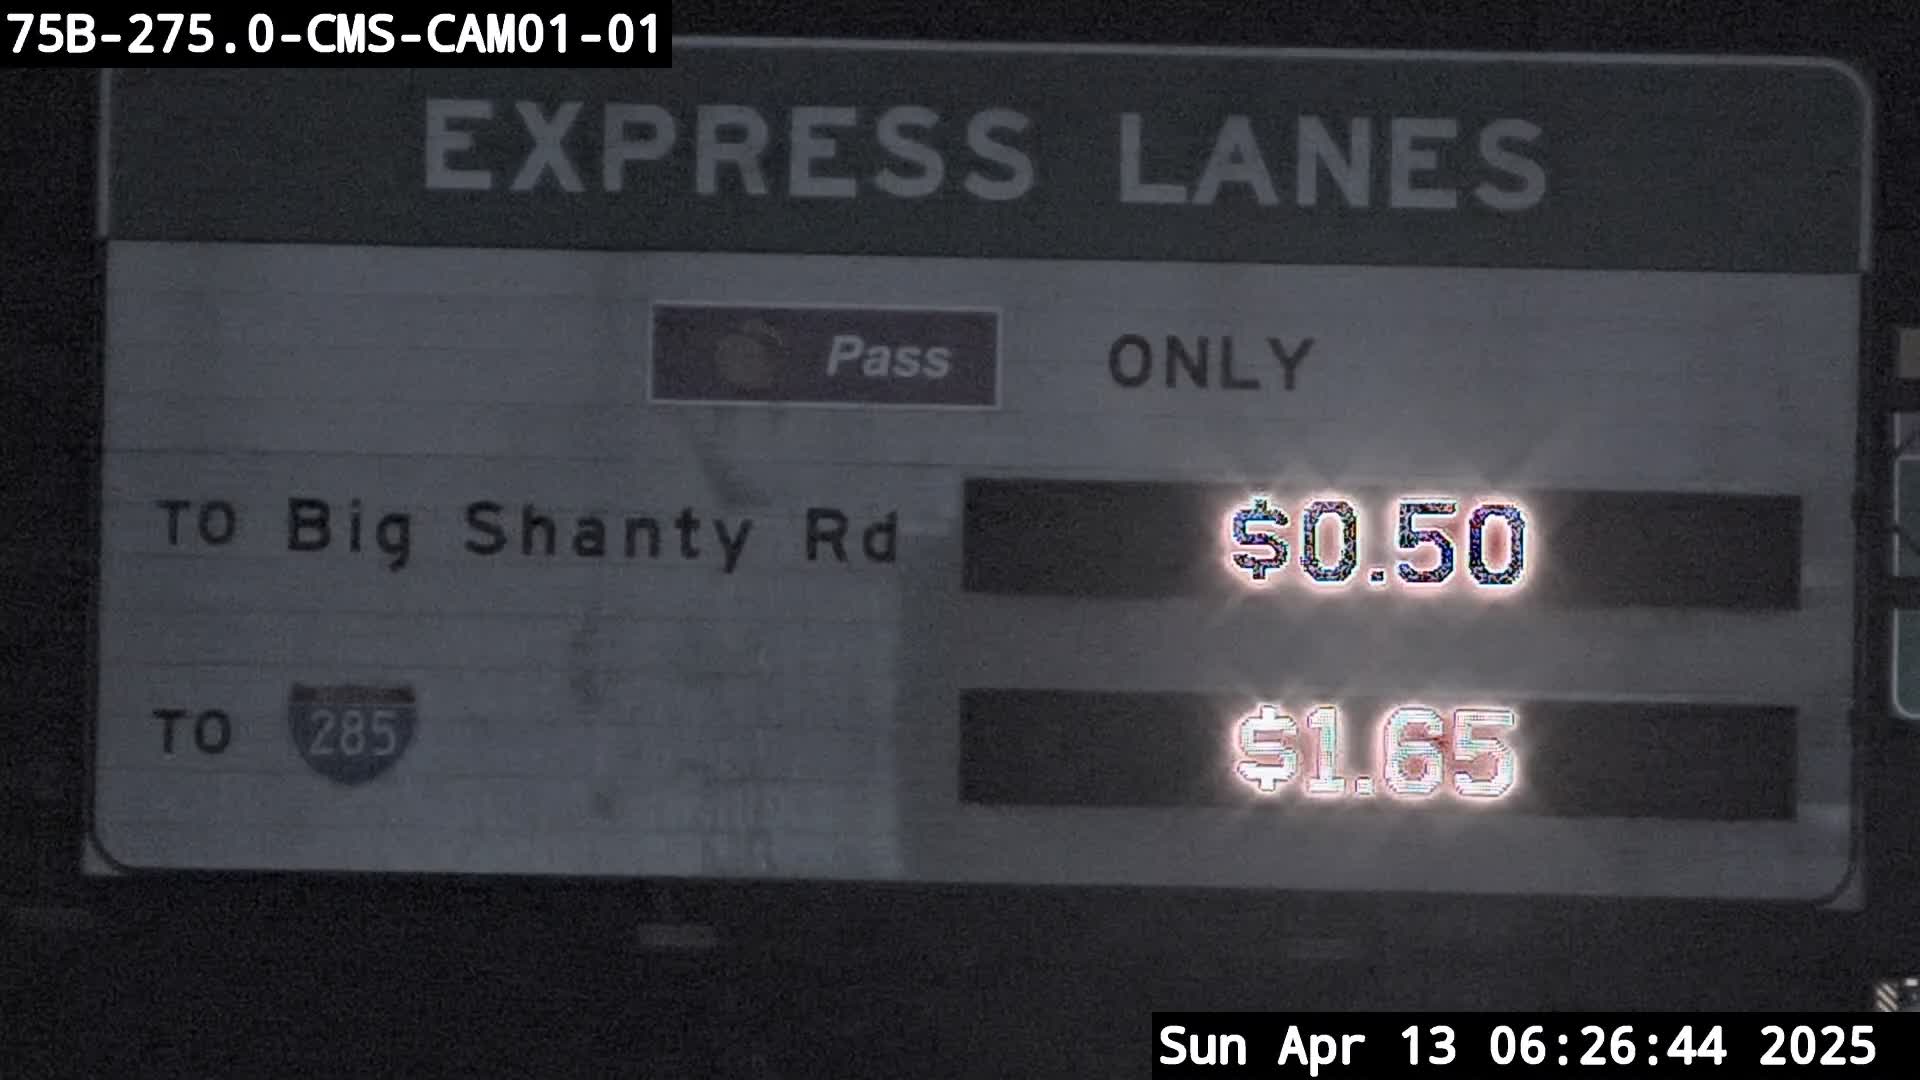 75B-275.0-CMS-CAM01-01
EXPRESS LANES
Pass ONLY
TO Big Shanty Rd $0.50
TO 285 $1.65
Sun Apr 13 06:26:44 2025